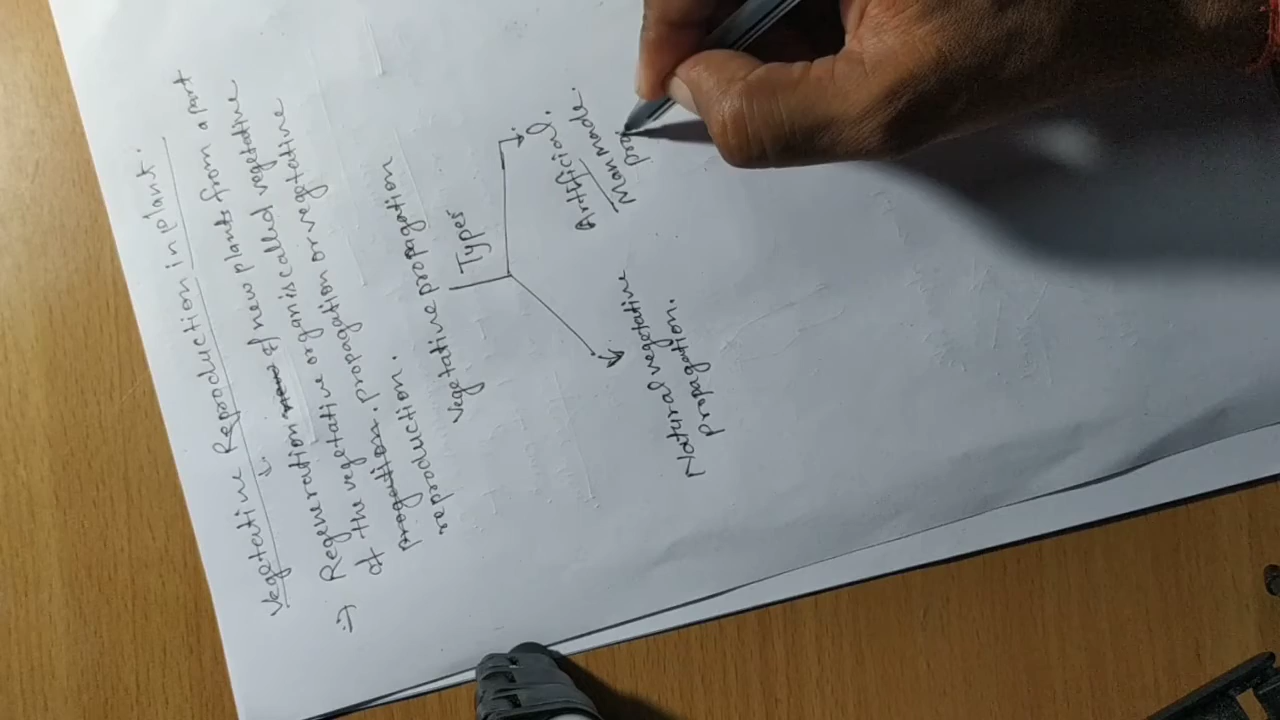 Vegetative Reproduction in plant.
⇒ Regeneration of new plants from a part
of the vegetative organ is called vegetative
propagation or vegetative
reproduction.
Vegetative propagation
Types
Artificial.
Man made.
pro
Natural vegetative
propagation.